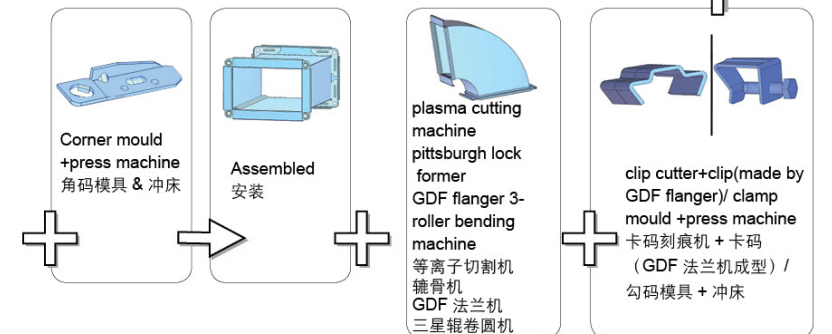 Corner mould
+press machine
角码模具 & 冲床
Assembled
安装
plasma cutting
machine
pittsburgh lock
former
GDF flanger 3-
roller bending
machine
等离子切割机
辘骨机
GDF 法兰机
三星辊卷圆机
clip cutter+clip(made by
GDF flanger)/ clamp
mould +press machine
卡码刻痕机 + 卡码
（GDF 法兰机成型）/
勾码模具 + 冲床